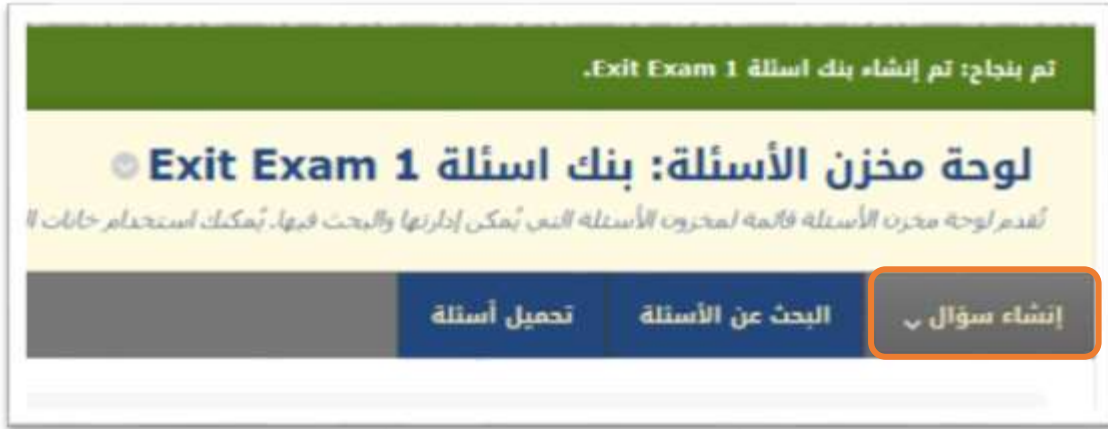 تم بنجاح: تم إنشاء بنك اسئلة Exit Exam 1.
لوحة مخزن الأسئلة: بنك اسئلة Exit Exam 1
تُقدم لوحة مخزن الأسئلة قائمة لمخزون الأسئلة التي يُمكن إدارتها والبحث فيها. يُمكنك استخدام خانات
إنشاء سؤال البحث عن الأسئلة تحميل أسئلة